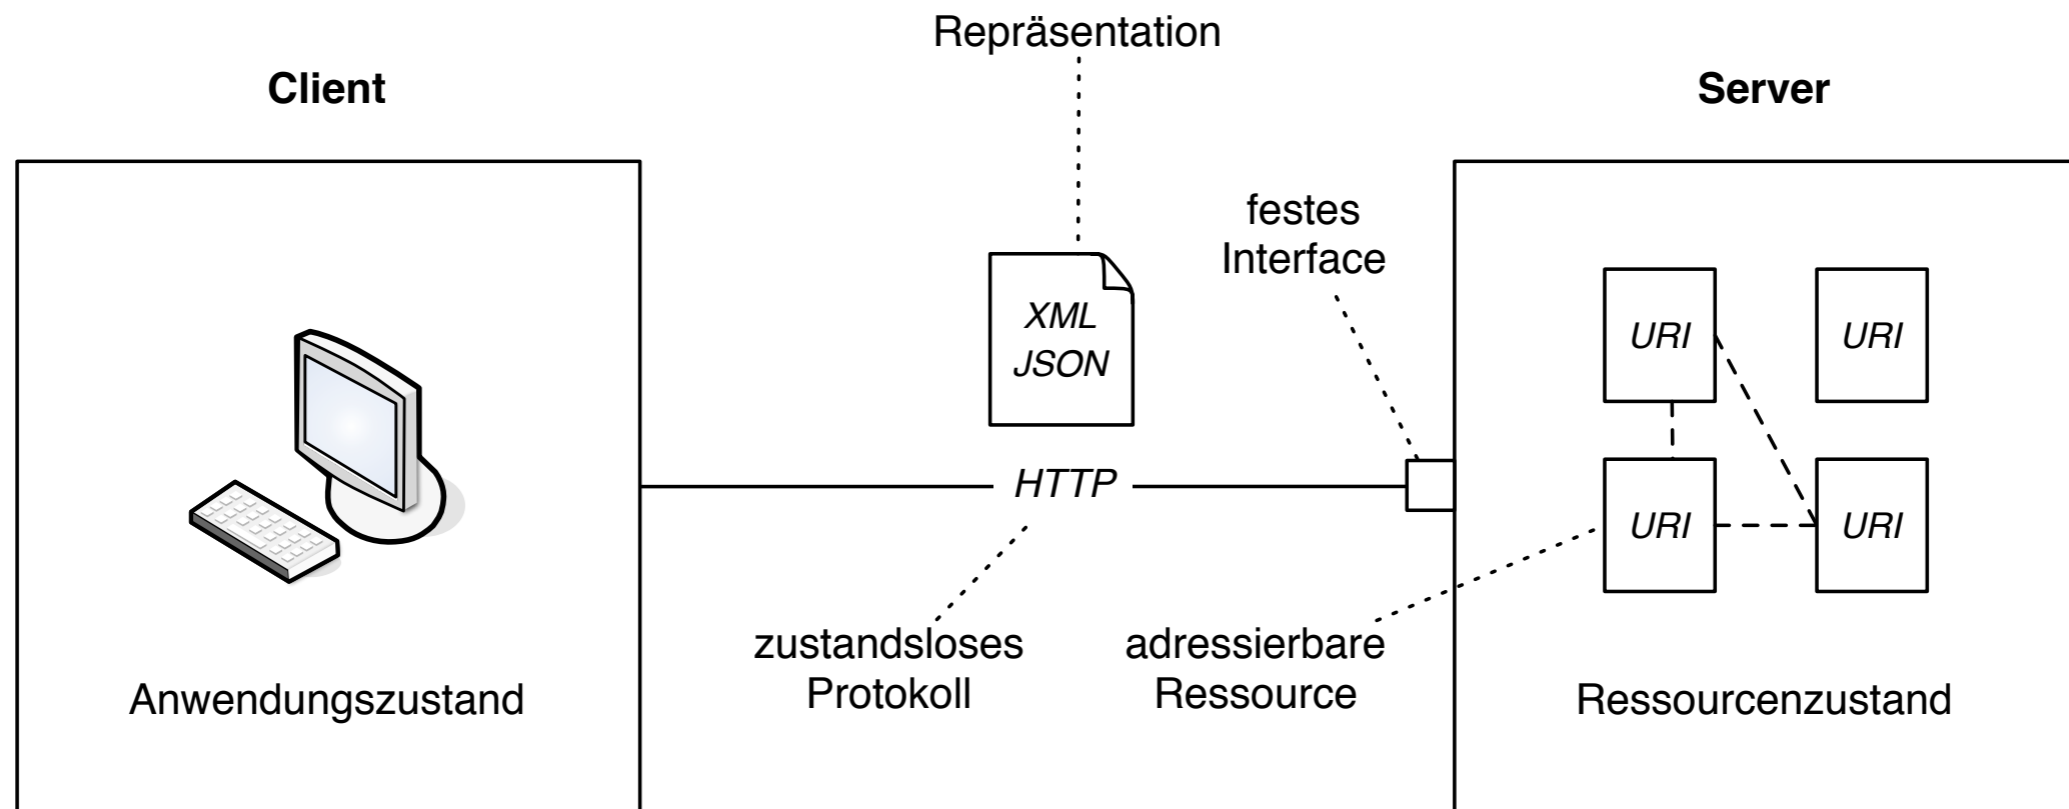 Repräsentation
Client
Server
festes
Interface
XML
JSON
URI
URI
HTTP
URI
URI
zustandsloses
Protokoll
adressierbare
Ressource
Anwendungszustand
Ressourcenzustand